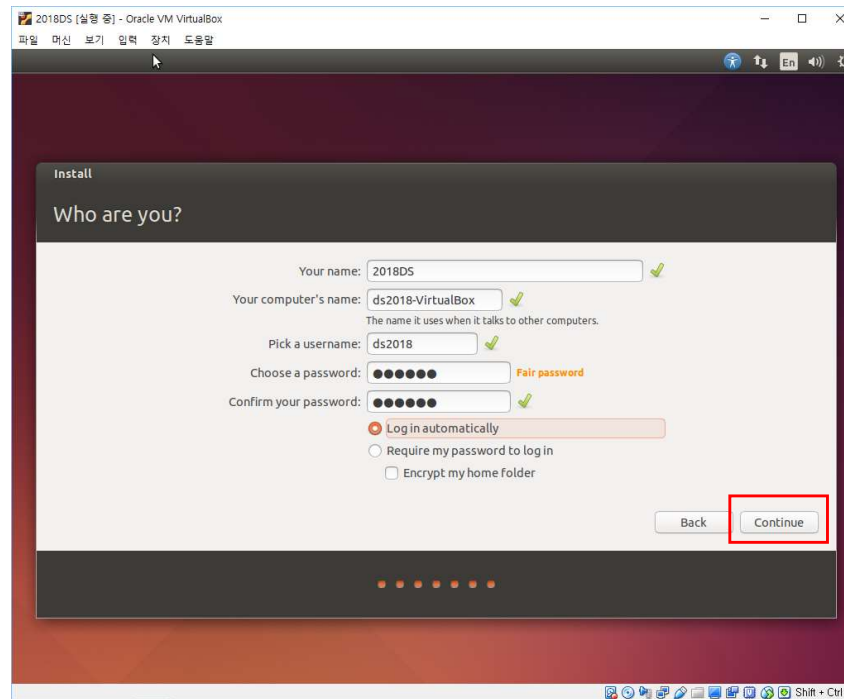 2018DS [실행 중] - Oracle VM VirtualBox
파일 머신 보기 입력 장치 도움말
En
Install
Who are you?
Your name: 2018DS
Your computer's name: ds2018-VirtualBox
The name it uses when it talks to other computers.
Pick a username: ds2018
Choose a password: ●●●●●● Fair password
Confirm your password: ●●●●●●
Log in automatically
Require my password to log in
Encrypt my home folder
Back Continue
Shift + Ctrl